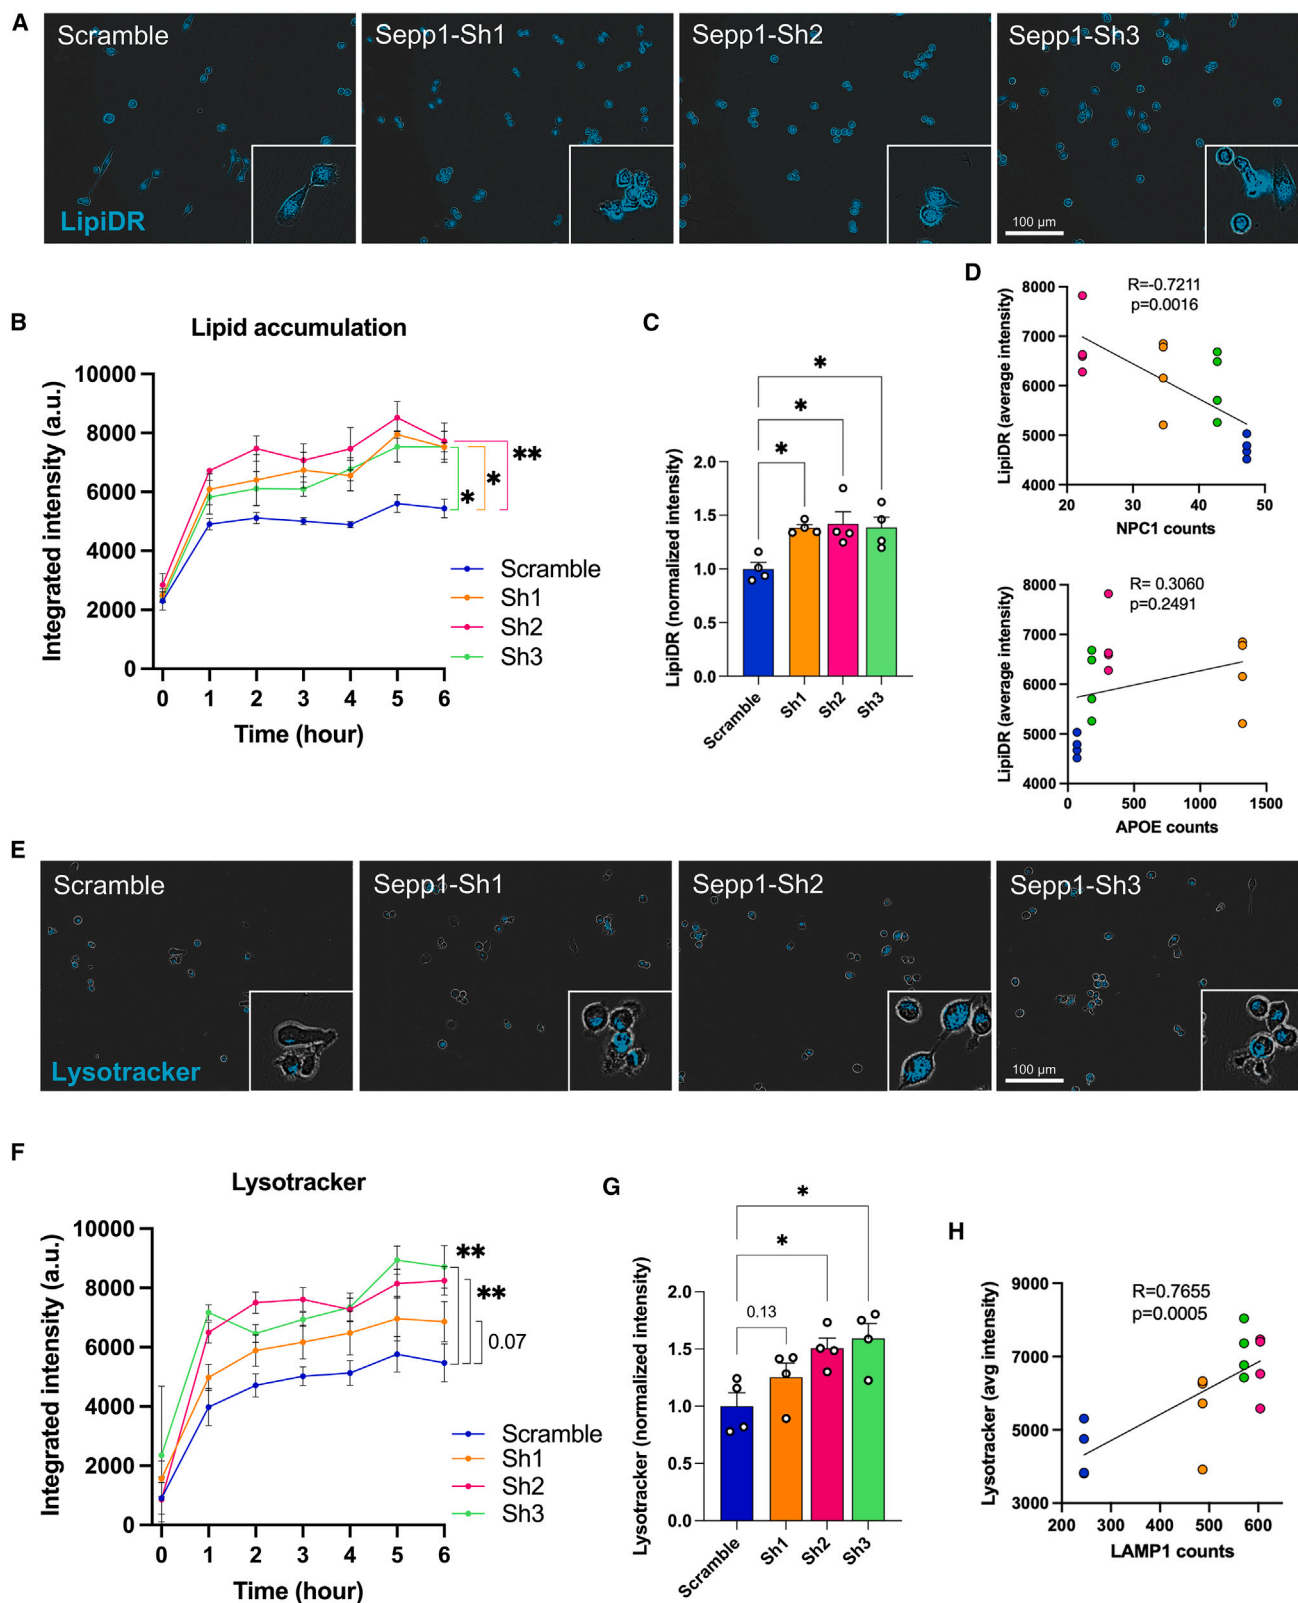 A
Scramble
Sepp1-Sh1
Sepp1-Sh2
Sepp1-Sh3
LipiDR
100 µm
B
Lipid accumulation
Integrated intensity (a.u.)
10000
8000
6000
4000
2000
0
0 1 2 3 4 5 6
Time (hour)
**
*
*
Scramble
Sh1
Sh2
Sh3
C
*
*
*
LipiDR (normalized intensity)
2.0
1.5
1.0
0.5
0.0
Scramble
Sh1
Sh2
Sh3
D
R=-0.7211
p=0.0016
LipiDR (average intensity)
8000
7000
6000
5000
4000
20 30 40 50
NPC1 counts
R= 0.3060
p=0.2491
LipiDR (average intensity)
8000
7000
6000
5000
4000
0 500 1000 1500
APOE counts
E
Scramble
Sepp1-Sh1
Sepp1-Sh2
Sepp1-Sh3
Lysotracker
100 µm
F
Lysotracker
Integrated intensity (a.u.)
10000
8000
6000
4000
2000
0
0 1 2 3 4 5 6
Time (hour)
**
**
0.07
Scramble
Sh1
Sh2
Sh3
G
*
*
0.13
Lysotracker (normalized intensity)
2.0
1.5
1.0
0.5
0.0
Scramble
Sh1
Sh2
Sh3
H
R=0.7655
p=0.0005
Lysotracker (avg intensity)
9000
7000
5000
3000
200 300 400 500 600
LAMP1 counts